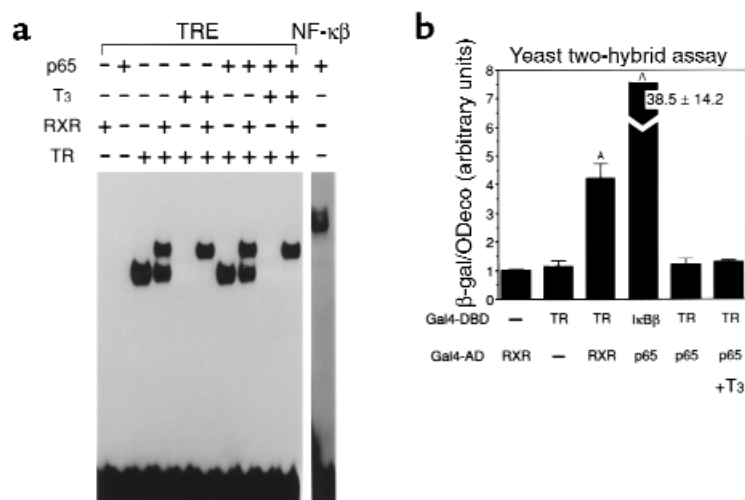 a
TRE NF-κβ
p65 – + – – – – + + + + +
T3 – – – – + + – – + + –
RXR + – – + – + – + – + –
TR – – + + + + + + + + –
b
Yeast two-hybrid assay
β-gal/ODeco (arbitrary units)
8
7
6
5
4
3
2
1
0
A
A
38.5 ± 14.2
Gal4-DBD – TR TR IκBβ TR TR
Gal4-AD RXR – RXR p65 p65 p65
+T3